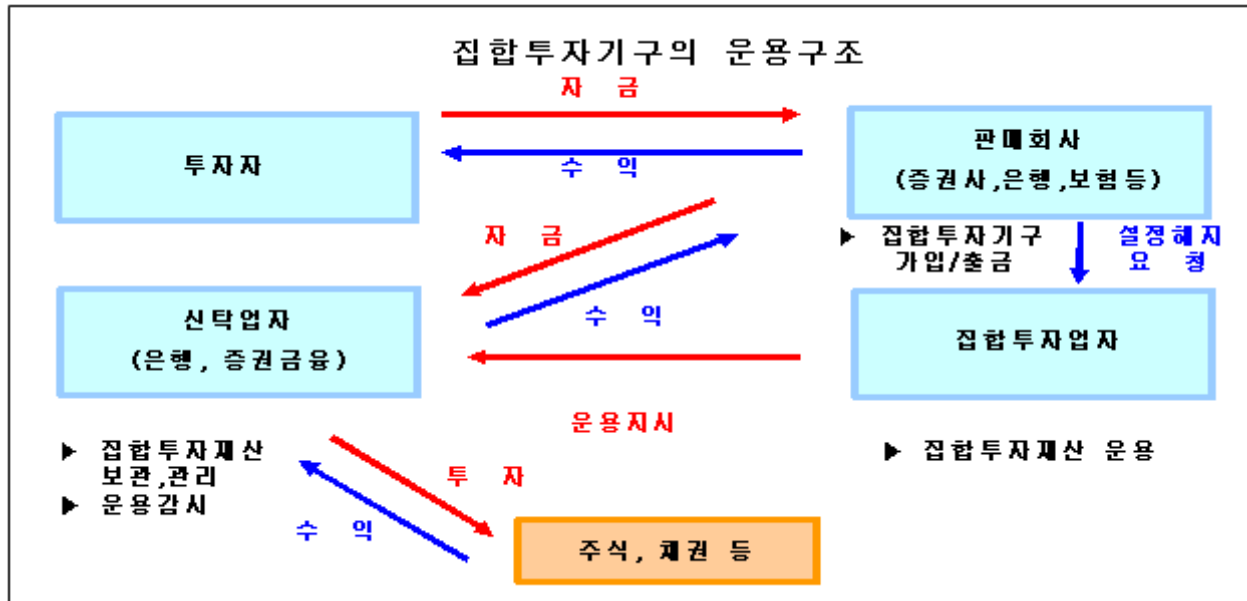 집합투자기구의 운용구조
자 금
투자자
수 익
판매회사
(증권사,은행,보험등)
자 금
▶ 집합투자기구
가입/출금
설정해지
요 청
수 익
신탁업자
(은행, 증권금융)
집합투자업자
운용지시
▶ 집합투자재산
보관,관리
▶ 운용감시
▶ 집합투자재산 운용
투 자
수 익
주식, 채권 등